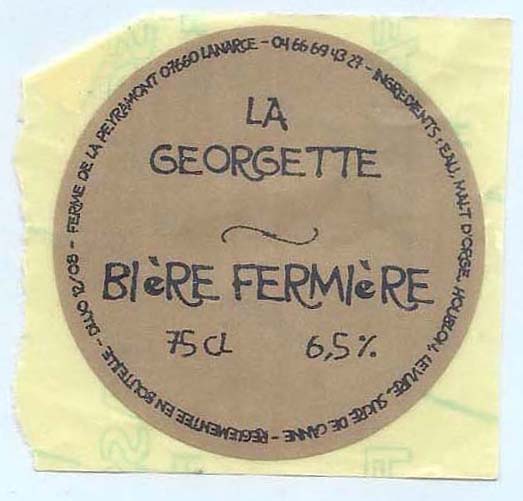 LA
GEORGETTE
BIèRE FERMIèRE
75 CL 6,5 %
FERME DE LA PEYRAMONT 07660 LANARCE - 04 66 69 43 27 - INGREDIENTS : EAU, MALT D'ORGE, HOUBLON, LEVURE, SUCRE DE CANNE - REGLEMENTEE EN BOUTEILLE - DLUO 12/08 -